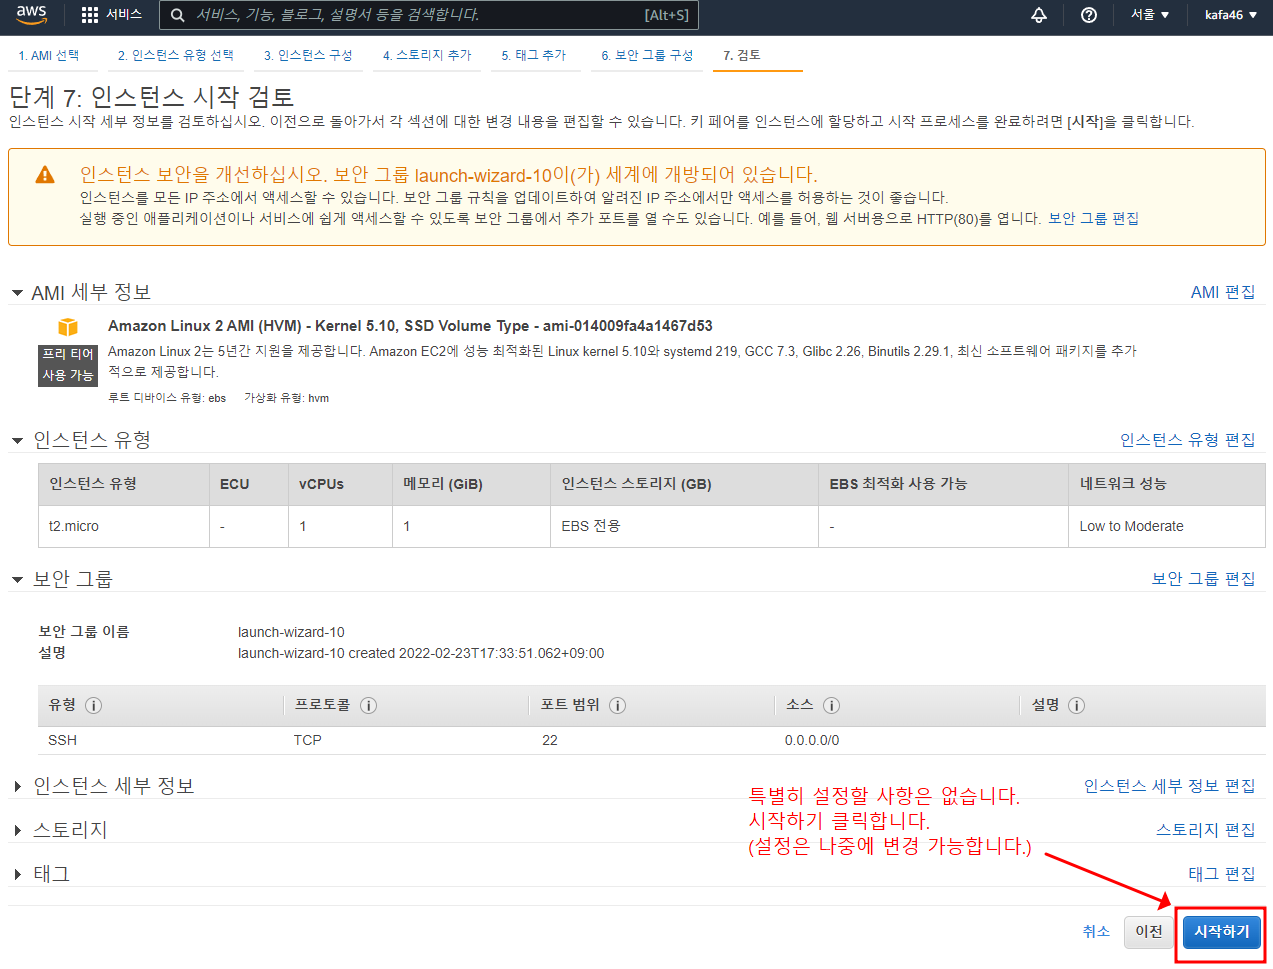 aws 서비스 서비스, 기능, 블로그, 설명서 등을 검색합니다. [Alt+S] 서울 ▼ kafa46 ▼
1. AMI 선택 2. 인스턴스 유형 선택 3. 인스턴스 구성 4. 스토리지 추가 5. 태그 추가 6. 보안 그룹 구성 7. 검토
단계 7: 인스턴스 시작 검토
인스턴스 시작 세부 정보를 검토하십시오. 이전으로 돌아가서 각 섹션에 대한 변경 내용을 편집할 수 있습니다. 키 페어를 인스턴스에 할당하고 시작 프로세스를 완료하려면 [시작]을 클릭합니다.
인스턴스 보안을 개선하십시오. 보안 그룹 launch-wizard-10이(가) 세계에 개방되어 있습니다.
인스턴스를 모든 IP 주소에서 액세스할 수 있습니다. 보안 그룹 규칙을 업데이트하여 알려진 IP 주소에서만 액세스를 허용하는 것이 좋습니다.
실행 중인 애플리케이션이나 서비스에 쉽게 액세스할 수 있도록 보안 그룹에서 추가 포트를 열 수도 있습니다. 예를 들어, 웹 서버용으로 HTTP(80)를 엽니다. 보안 그룹 편집
AMI 세부 정보 AMI 편집
Amazon Linux 2 AMI (HVM) - Kernel 5.10, SSD Volume Type - ami-014009fa4a1467d53
프리 티어
사용 가능
Amazon Linux 2는 5년간 지원을 제공합니다. Amazon EC2에 성능 최적화된 Linux kernel 5.10와 systemd 219, GCC 7.3, Glibc 2.26, Binutils 2.29.1, 최신 소프트웨어 패키지를 추가
적으로 제공합니다.
루트 디바이스 유형: ebs 가상화 유형: hvm
인스턴스 유형 인스턴스 유형 편집
인스턴스 유형 ECU vCPUs 메모리 (GiB) 인스턴스 스토리지 (GB) EBS 최적화 사용 가능 네트워크 성능
t2.micro - 1 1 EBS 전용 - Low to Moderate
보안 그룹 보안 그룹 편집
보안 그룹 이름 launch-wizard-10
설명 launch-wizard-10 created 2022-02-23T17:33:51.062+09:00
유형 프로토콜 포트 범위 소스 설명
SSH TCP 22 0.0.0.0/0
인스턴스 세부 정보 인스턴스 세부 정보 편집
스토리지 스토리지 편집
태그 태그 편집
특별히 설정할 사항은 없습니다.
시작하기 클릭합니다.
(설정은 나중에 변경 가능합니다.)
취소 이전 시작하기